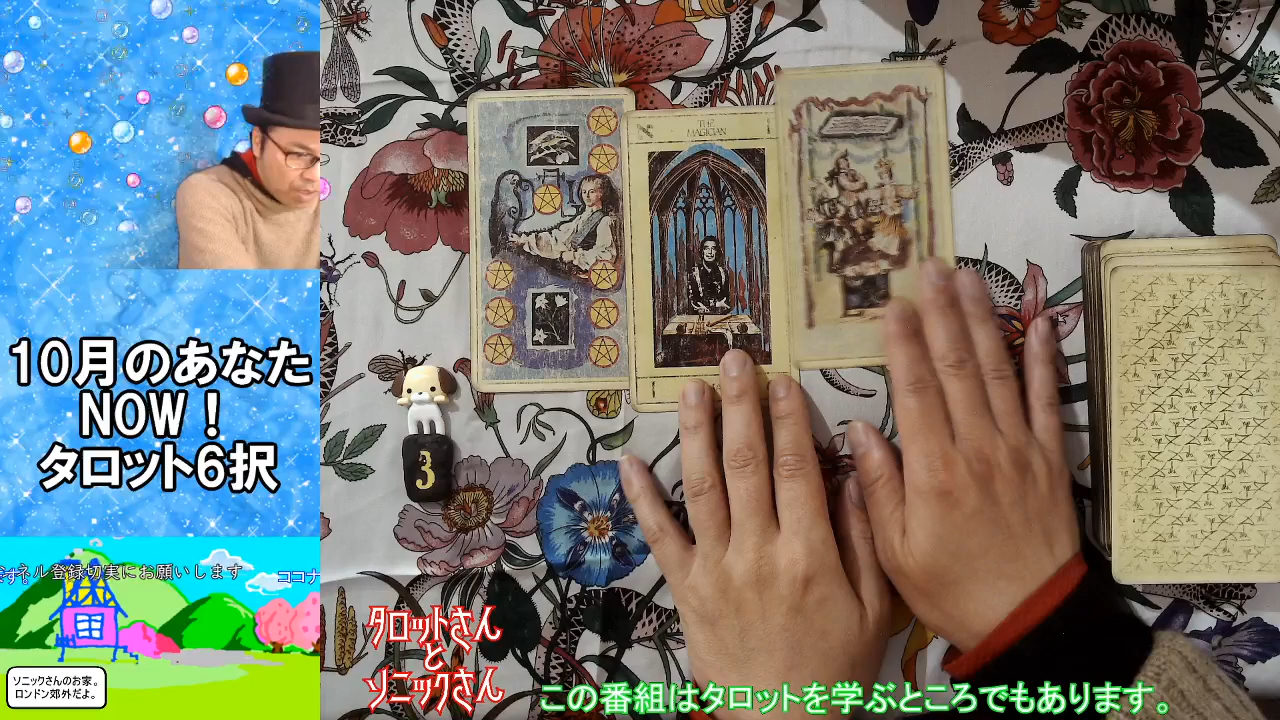 10月のあなた
NOW！
タロット6択
ネル登録切実にお願いします
ココナ
ソニックさんのお家。
ロンドン郊外だよ。
THE
MAGICIAN
I
3
タロットさん
と
ソニックさん
この番組はタロットを学ぶところでもあります。